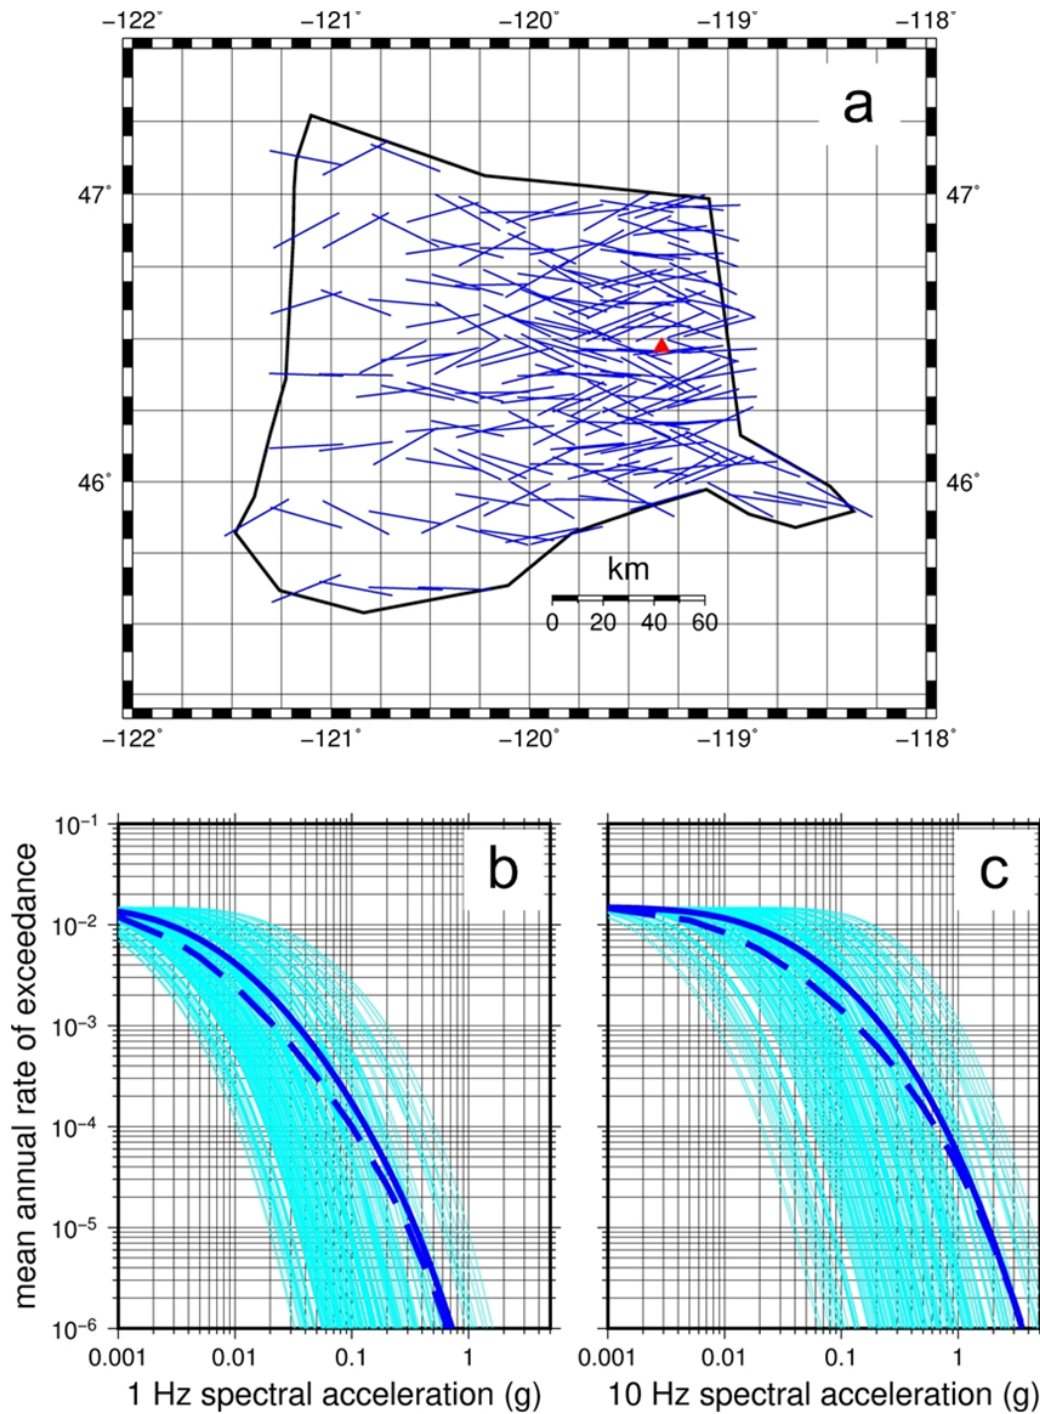 −122° −121° −120° −119° −118°
a
47° 47°
46° 46°
km
0 20 40 60
−122° −121° −120° −119° −118°
b
c
mean annual rate of exceedance
10−1
10−2
10−3
10−4
10−5
10−6
0.001 0.01 0.1 1
0.001 0.01 0.1 1
1 Hz spectral acceleration (g)
10 Hz spectral acceleration (g)